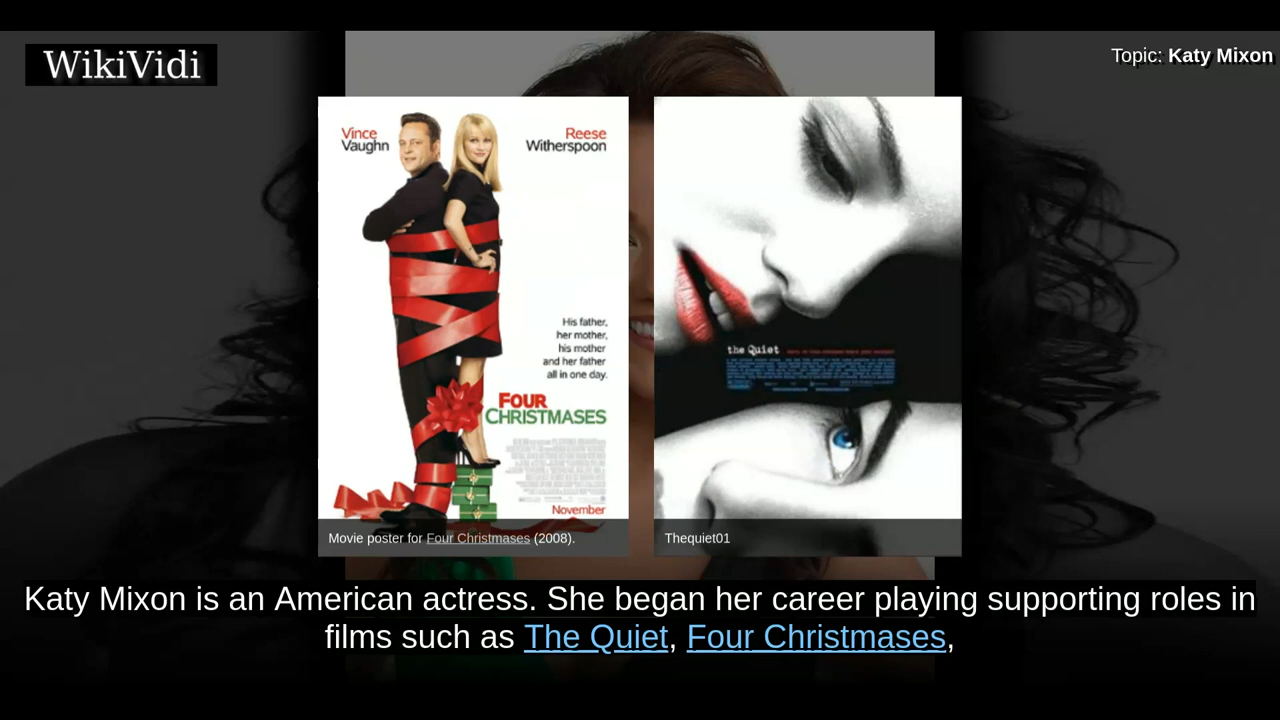 WikiVidi
Topic: Katy Mixon
Vince
Vaughn
Reese
Witherspoon
His father,
her mother,
his mother
and her father
all in one day.
FOUR
CHRISTMASES
November
Movie poster for Four Christmases (2008).
the Quiet
Thequiet01
Katy Mixon is an American actress. She began her career playing supporting roles in
films such as The Quiet, Four Christmases,